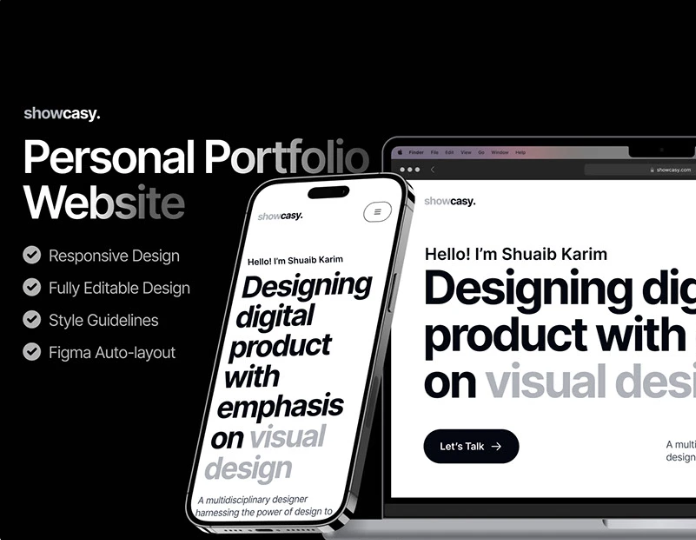 showcasy.
Personal Portfolio
Website
Responsive Design
Fully Editable Design
Style Guidelines
Figma Auto-layout
showcasy.
Hello! I'm Shuaib Karim
Designing
digital
product
with
emphasis
on visual
design
A multidisciplinary designer
harnessing the power of design to
Finder File Edit View Go Window Help
showcasy.com
showcasy.
Hello! I'm Shuaib Karim
Designing dig
product with
on visual desi
Let's Talk →
A multi
design